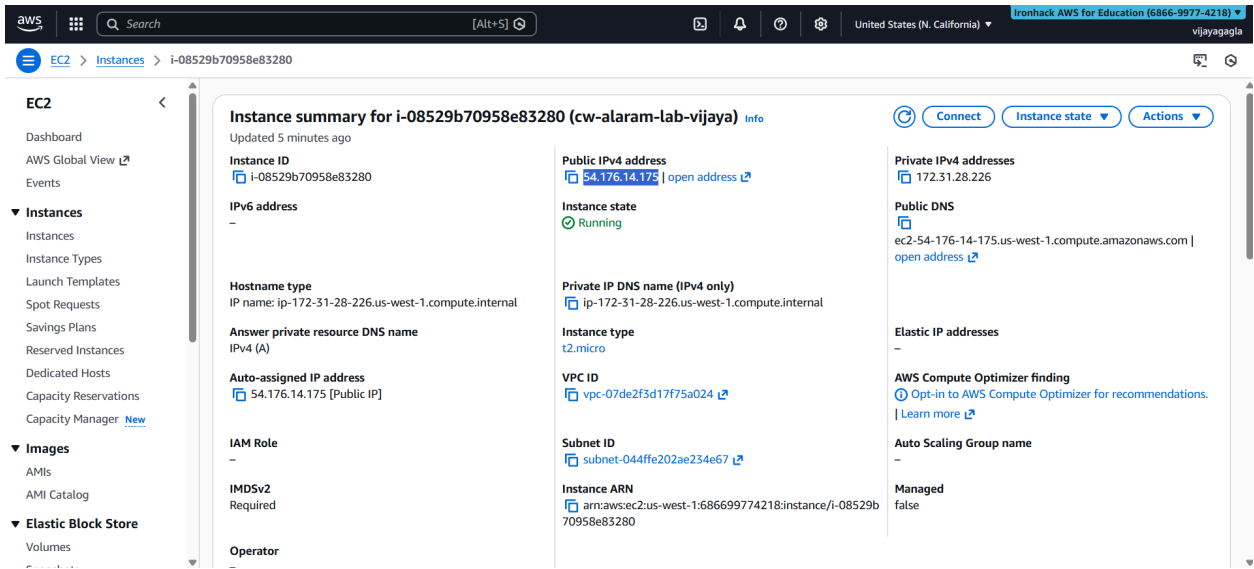 aws
Search
[Alt+S]
United States (N. California)
Ironhack AWS for Education (6866-9977-4218)
vijayagagla
EC2 > Instances > i-08529b70958e83280
EC2
Dashboard
AWS Global View
Events
Instances
Instances
Instance Types
Launch Templates
Spot Requests
Savings Plans
Reserved Instances
Dedicated Hosts
Capacity Reservations
Capacity Manager New
Images
AMIs
AMI Catalog
Elastic Block Store
Volumes
Instance summary for i-08529b70958e83280 (cw-alaram-lab-vijaya) Info
Updated 5 minutes ago
Connect
Instance state
Actions
Instance ID
i-08529b70958e83280
Public IPv4 address
54.176.14.175 | open address
Private IPv4 addresses
172.31.28.226
IPv6 address
–
Instance state
Running
Public DNS
ec2-54-176-14-175.us-west-1.compute.amazonaws.com |
open address
Hostname type
IP name: ip-172-31-28-226.us-west-1.compute.internal
Private IP DNS name (IPv4 only)
ip-172-31-28-226.us-west-1.compute.internal
Answer private resource DNS name
IPv4 (A)
Instance type
t2.micro
Elastic IP addresses
–
Auto-assigned IP address
54.176.14.175 [Public IP]
VPC ID
vpc-07de2f3d17f75a024
AWS Compute Optimizer finding
Opt-in to AWS Compute Optimizer for recommendations.
| Learn more
IAM Role
–
Subnet ID
subnet-044ffe202ae234e67
Auto Scaling Group name
–
IMDSv2
Required
Instance ARN
arn:aws:ec2:us-west-1:686699774218:instance/i-08529b
70958e83280
Managed
false
Operator
–